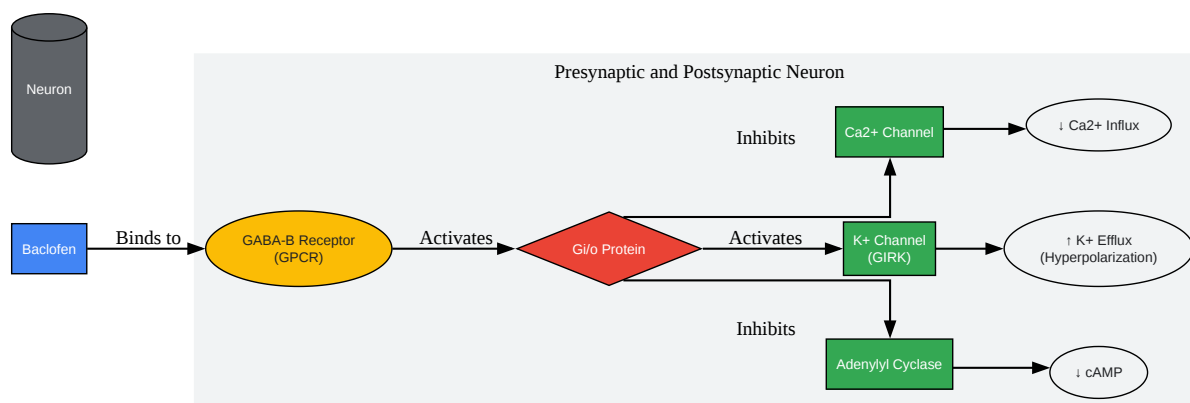 Neuron
Presynaptic and Postsynaptic Neuron
Baclofen
Binds to
GABA-B Receptor
(GPCR)
Activates
Gi/o Protein
Inhibits
Ca2+ Channel
↓ Ca2+ Influx
Activates
K+ Channel
(GIRK)
↑ K+ Efflux
(Hyperpolarization)
Inhibits
Adenylyl Cyclase
↓ cAMP